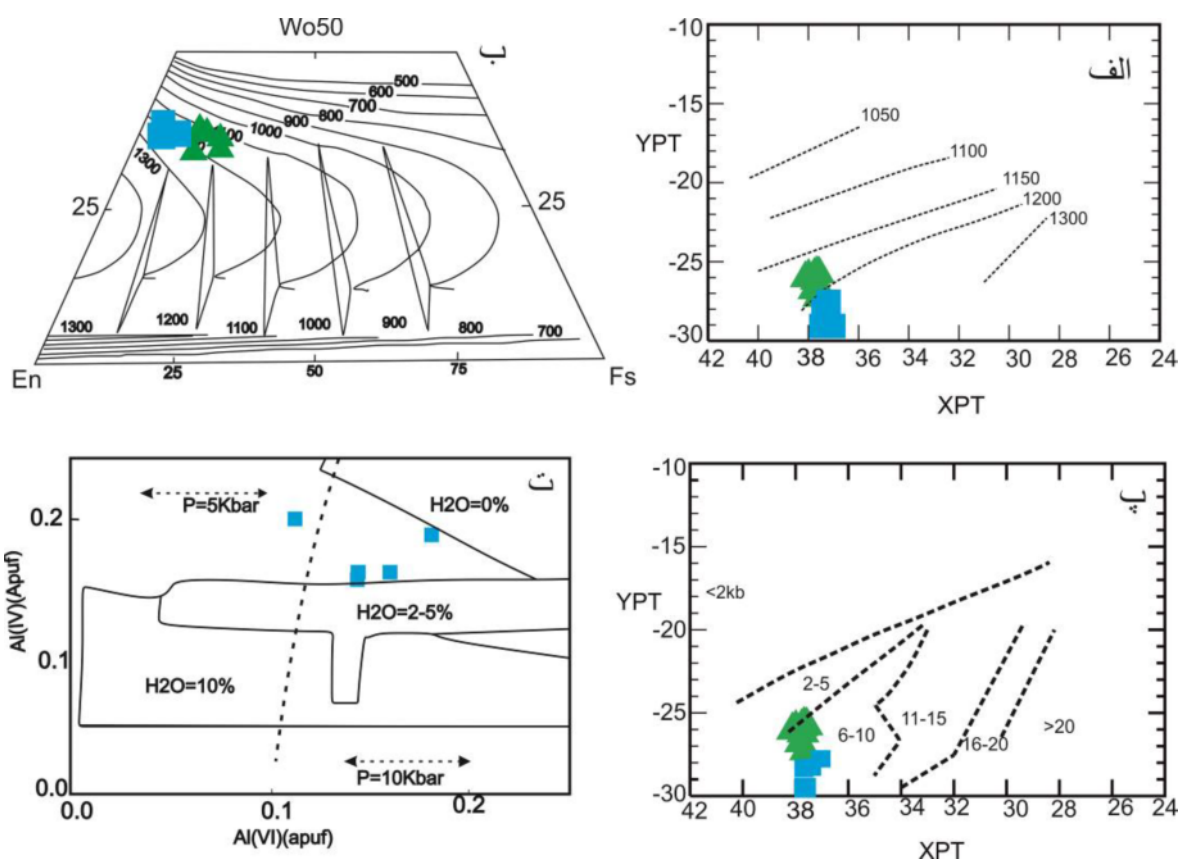 Wo50
ب
500
600
700
800
900
1000
1300
25
25
1300
1200
1100
1000
900
800
700
En
25
50
75
Fs
الف
-10
-15
YPT
-20
-25
-30
1050
1100
1150
1200
1300
42 40 38 36 34 32 30 28 26 24
XPT
ت
P=5Kbar
H2O=0%
0.2
Al(IV)(Apuf)
H2O=2-5%
0.1
H2O=10%
P=10Kbar
0.0
0.0
0.1
0.2
Al(VI)(apuf)
پ
-10
-15
<2kb
YPT
-20
2-5
-25
6-10
11-15
16-20
>20
-30
42 40 38 36 34 32 30 28 26 24
XPT